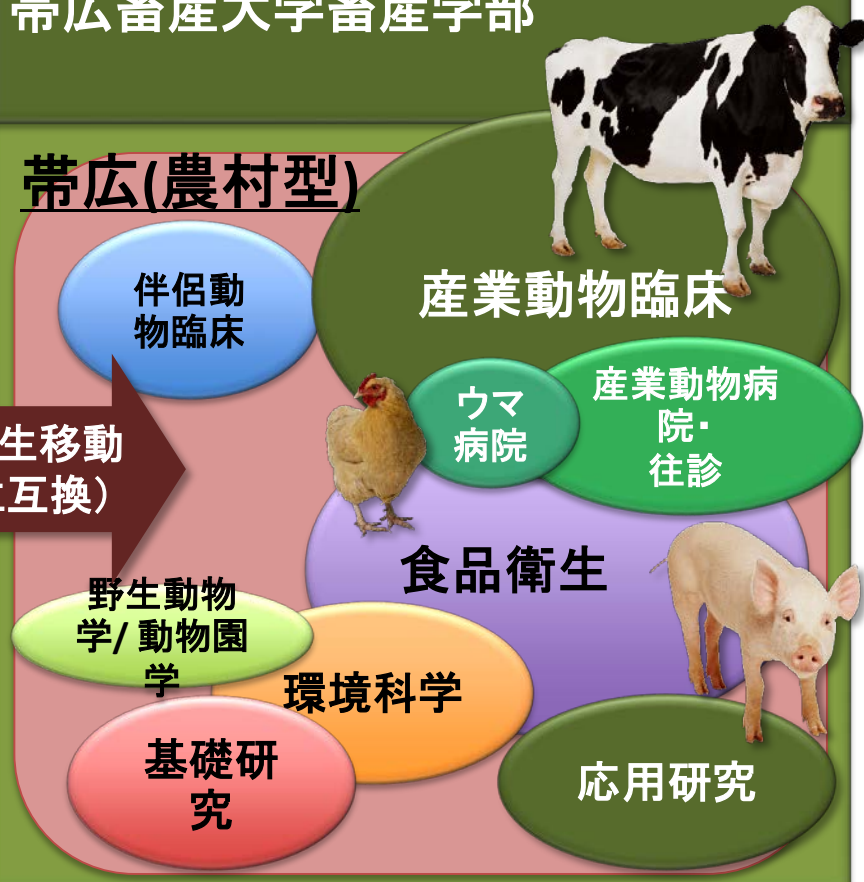 帯広畜産大学畜産学部
帯広(農村型)
伴侶動
物臨床
産業動物臨床
ウマ
病院
産業動物病
院・
往診
生移動
互換）
食品衛生
野生動物
学/ 動物園
学
環境科学
基礎研
究
応用研究